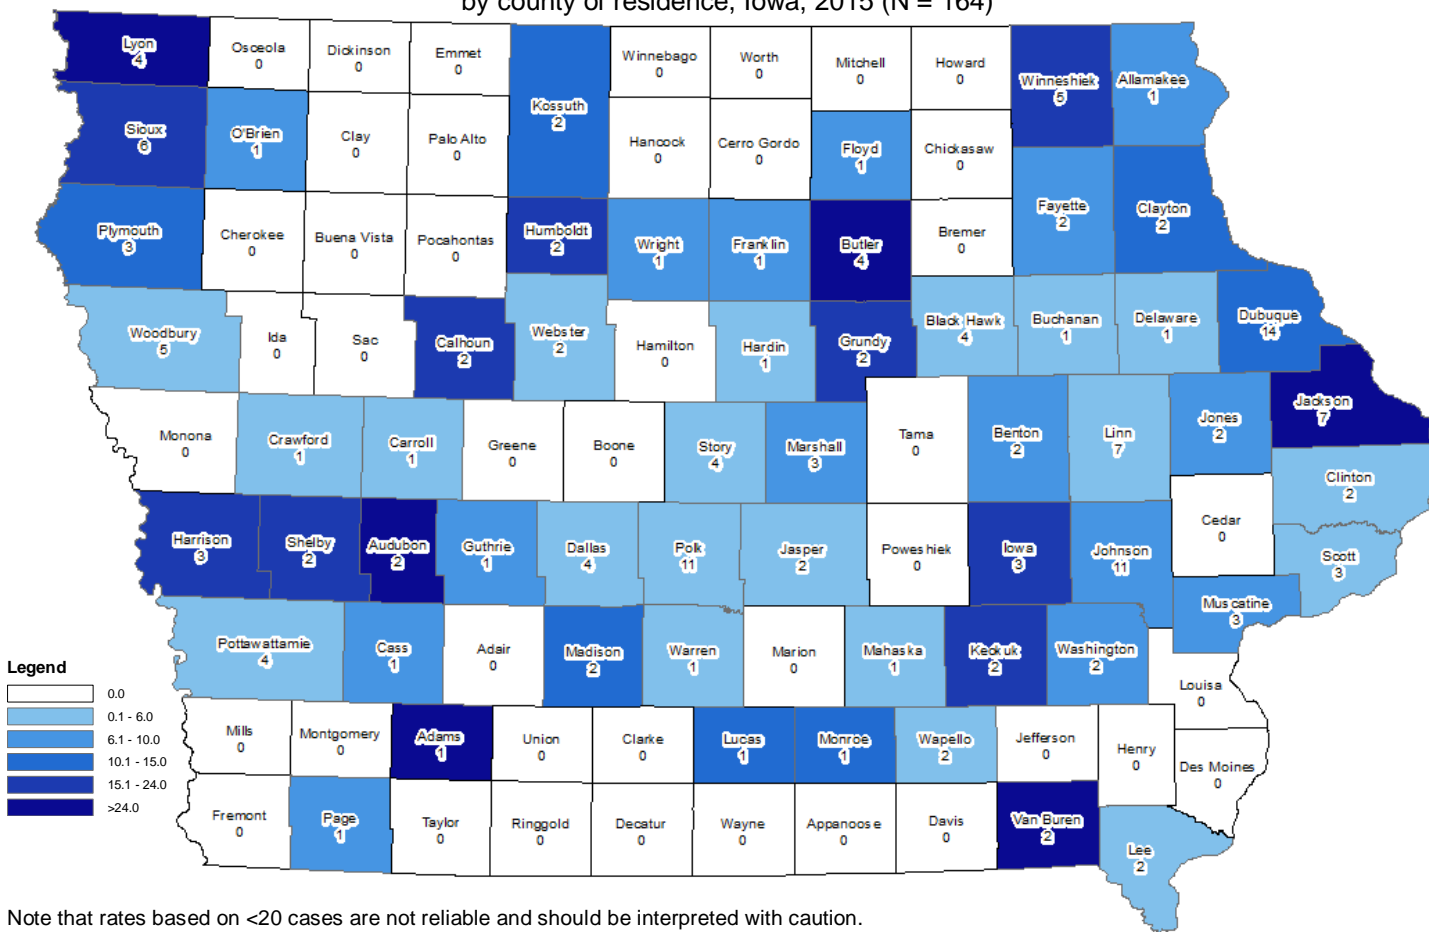 by county of residence, Iowa, 2015 (N = 164)
Lyon
4
Osceola
0
Dickinson
0
Emmet
0
Kossuth
2
Winnebago
0
Worth
0
Mitchell
0
Howard
0
Winneshiek
5
Allamakee
1
Sioux
6
O'Brien
1
Clay
0
Palo Alto
0
Hancock
0
Cerro Gordo
0
Floyd
1
Chickasaw
0
Plymouth
3
Cherokee
0
Buena Vista
0
Pocahontas
0
Humboldt
2
Wright
1
Franklin
1
Butler
4
Bremer
0
Fayette
2
Clayton
2
Woodbury
5
Ida
0
Sac
0
Calhoun
2
Webster
2
Hamilton
0
Hardin
1
Grundy
2
Black Hawk
4
Buchanan
1
Delaware
1
Dubuque
14
Monona
0
Crawford
1
Carroll
1
Greene
0
Boone
0
Story
4
Marshall
3
Tama
0
Benton
2
Linn
7
Jones
2
Jackson
7
Clinton
2
Harrison
3
Shelby
2
Audubon
2
Guthrie
1
Dallas
4
Polk
11
Jasper
2
Poweshiek
0
Iowa
3
Johnson
11
Cedar
0
Scott
3
Muscatine
3
Pottawattamie
4
Cass
1
Adair
0
Madison
2
Warren
1
Marion
0
Mahaska
1
Keokuk
2
Washington
2
Louisa
0
Mills
0
Montgomery
0
Adams
1
Union
0
Clarke
0
Lucas
1
Monroe
1
Wapello
2
Jefferson
0
Henry
0
Des Moines
0
Fremont
0
Page
1
Taylor
0
Ringgold
0
Decatur
0
Wayne
0
Appanoose
0
Davis
0
Van Buren
2
Lee
2
Legend
0.0
0.1 - 6.0
6.1 - 10.0
10.1 - 15.0
15.1 - 24.0
>24.0
Note that rates based on <20 cases are not reliable and should be interpreted with caution.